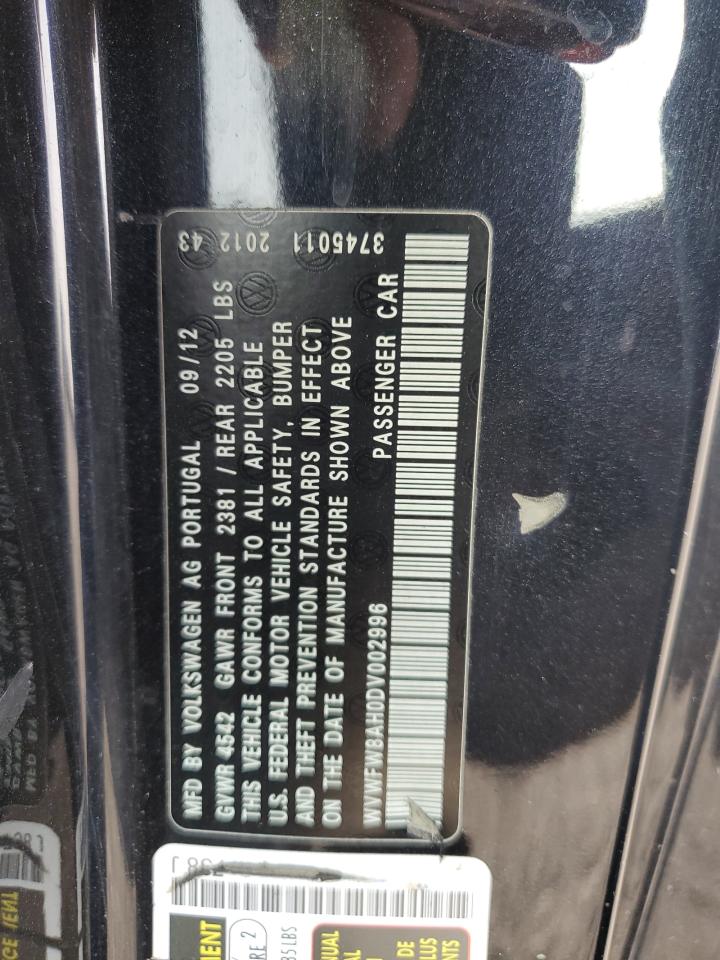 MFD BY VOLKSWAGEN AG PORTUGAL 09/12
2012 43
GVWR 4542 GAWR FRONT 2381 / REAR 2205 LBS
THIS VEHICLE CONFORMS TO ALL APPLICABLE
U.S. FEDERAL MOTOR VEHICLE SAFETY, BUMPER
AND THEFT PREVENTION STANDARDS IN EFFECT
ON THE DATE OF MANUFACTURE SHOWN ABOVE
3745011
WVWFW8AH0DV002996 PASSENGER CAR